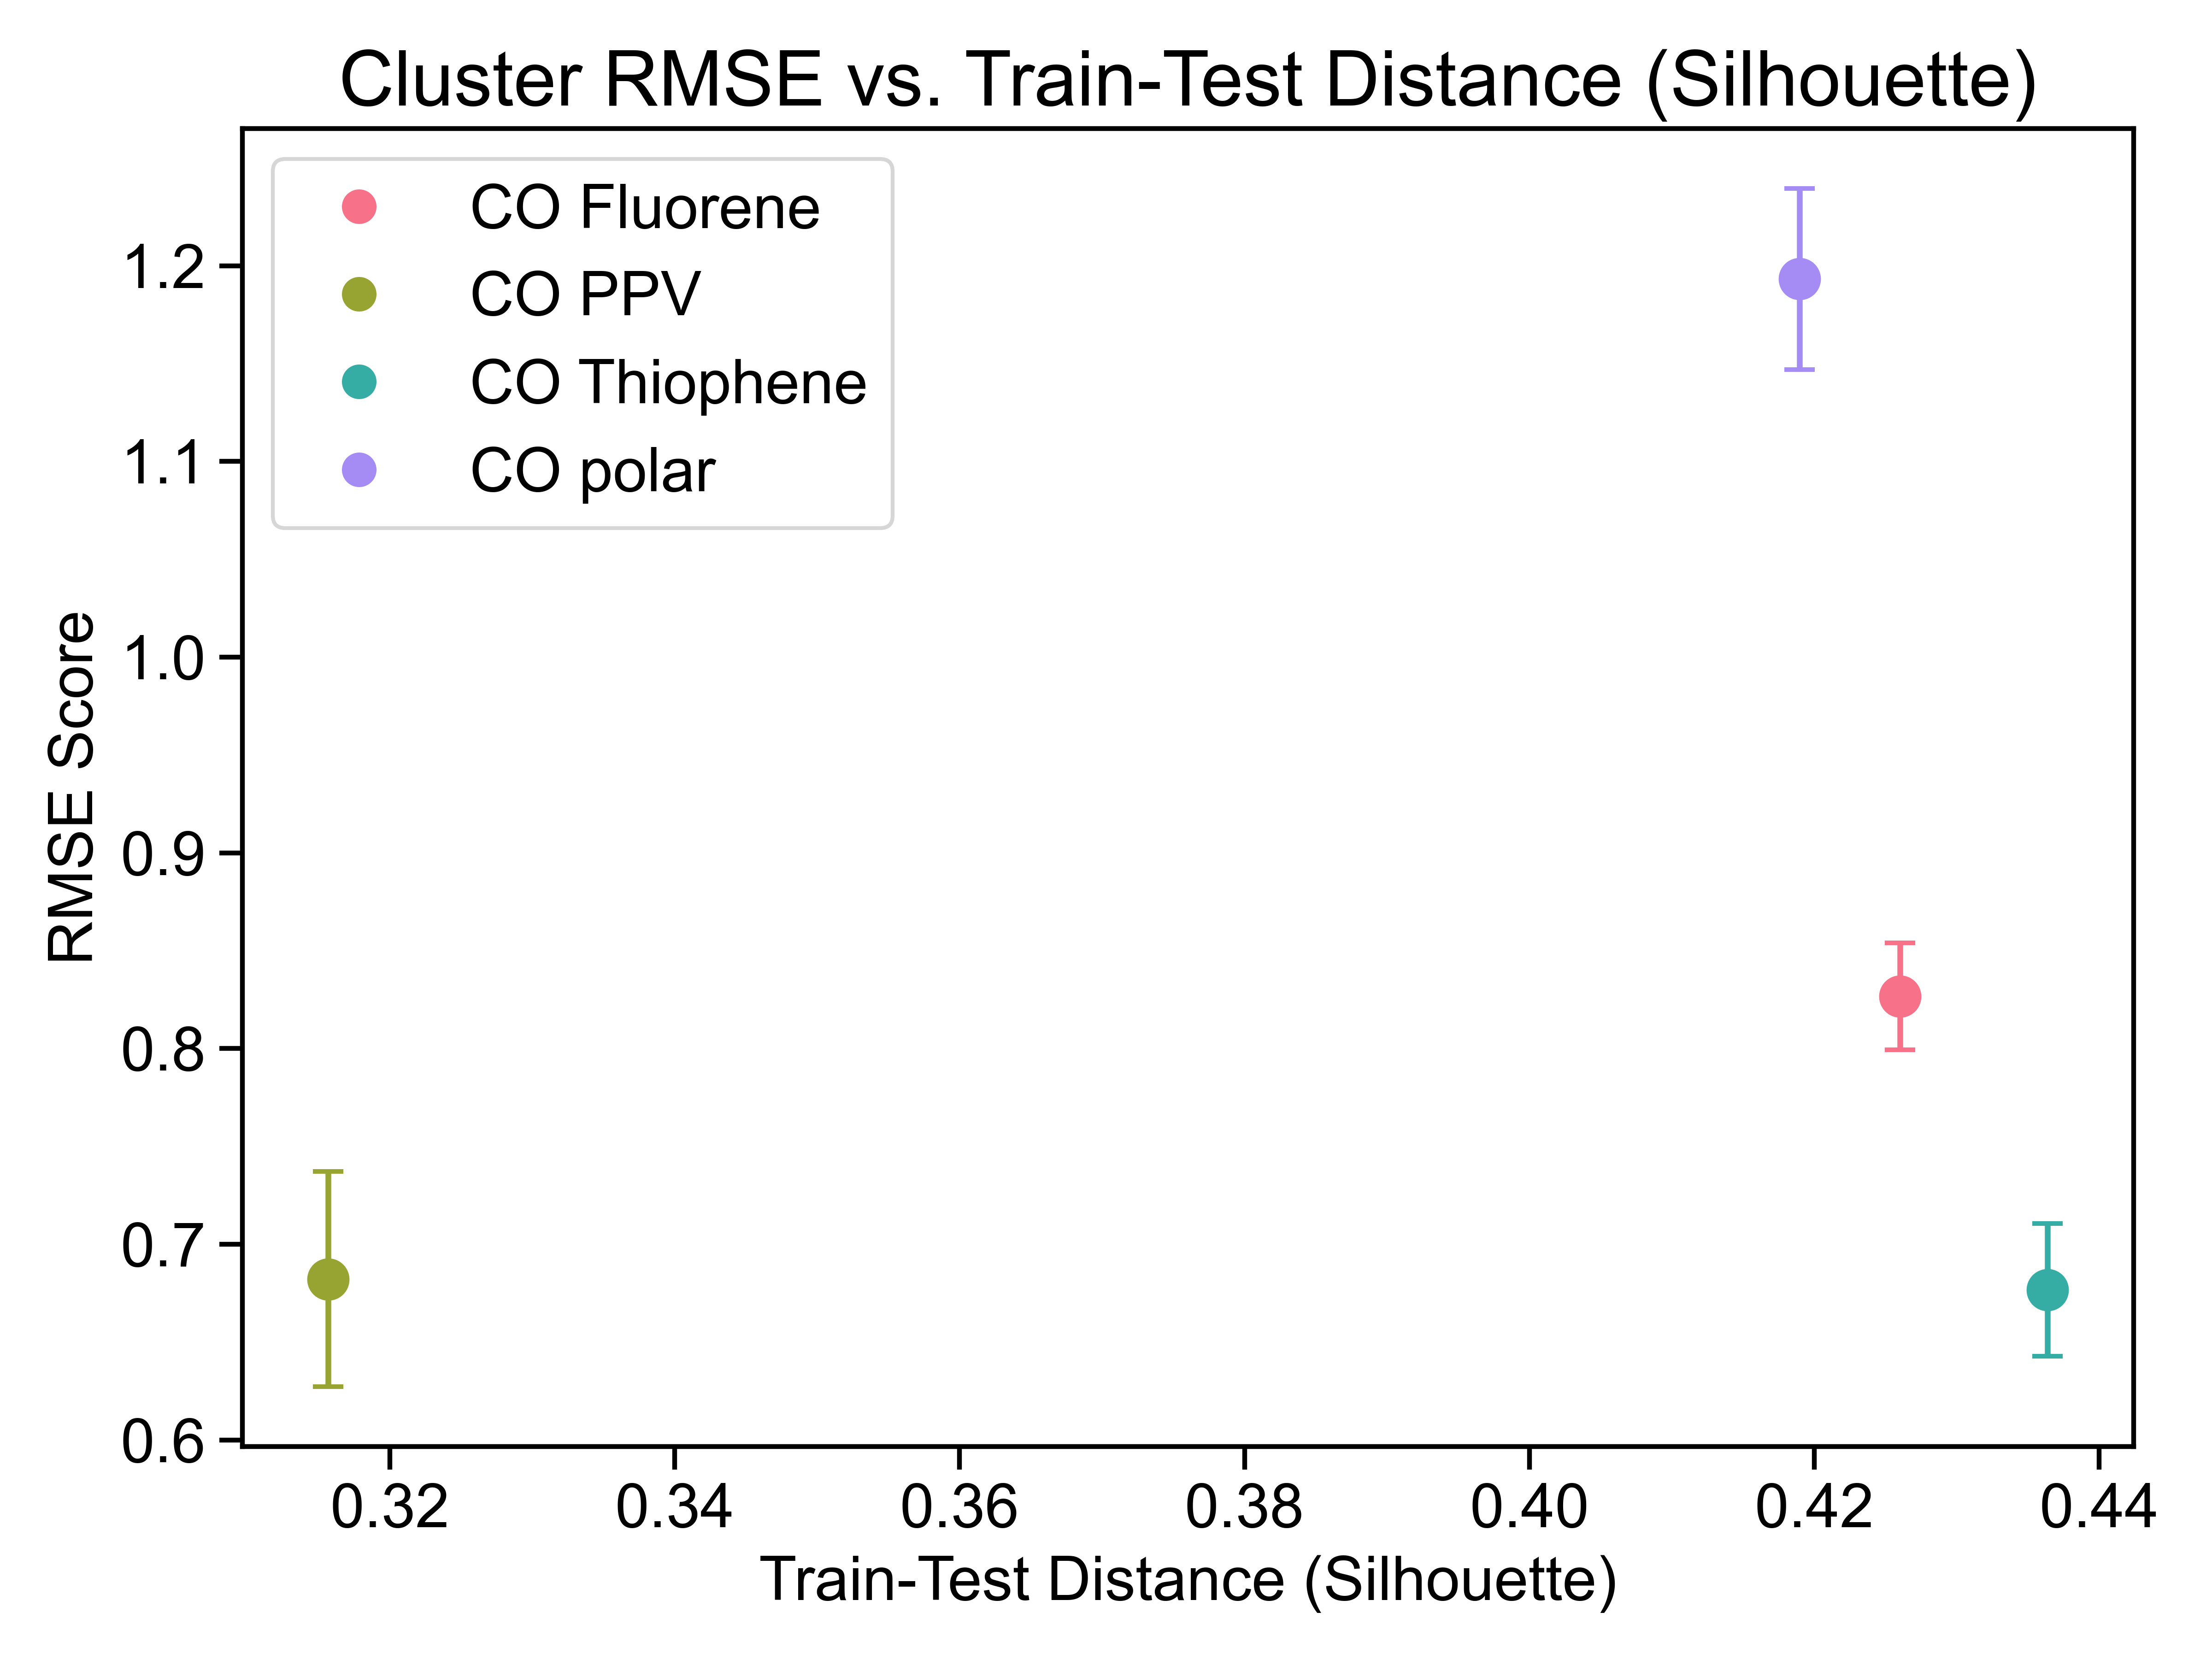 Cluster RMSE vs. Train-Test Distance (Silhouette)
CO Fluorene
CO PPV
CO Thiophene
CO polar
1.2
1.1
1.0
0.9
0.8
0.7
0.6
RMSE Score
0.32 0.34 0.36 0.38 0.40 0.42 0.44
Train-Test Distance (Silhouette)